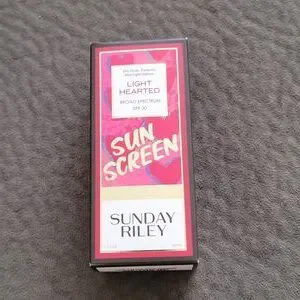 LIGHT
HEARTED
BROAD SPECTRUM
SPF 30
SUN
SCREEN
SUNDAY
RILEY